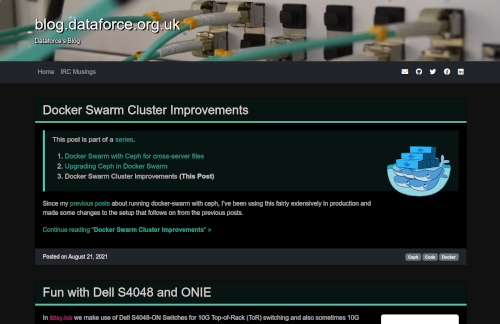 blog.dataforce.org.uk
Dataforce's Blog
Home IRC Musings
Docker Swarm Cluster Improvements
This post is part of a series.
1. Docker Swarm with Ceph for cross-server files
2. Upgrading Ceph in Docker Swarm
3. Docker Swarm Cluster Improvements (This Post)
Since my previous posts about running docker-swarm with ceph, I've been using this fairly extensively in production and
made some changes to the setup that follows on from the previous posts.
Continue reading "Docker Swarm Cluster Improvements" »
Posted on August 21, 2021 Ceph Code Docker
Fun with Dell S4048 and ONIE
In $DayJob we make use of Dell S4048-ON Switches for 10G Top-of-Rack (ToR) switching and also sometimes 10G